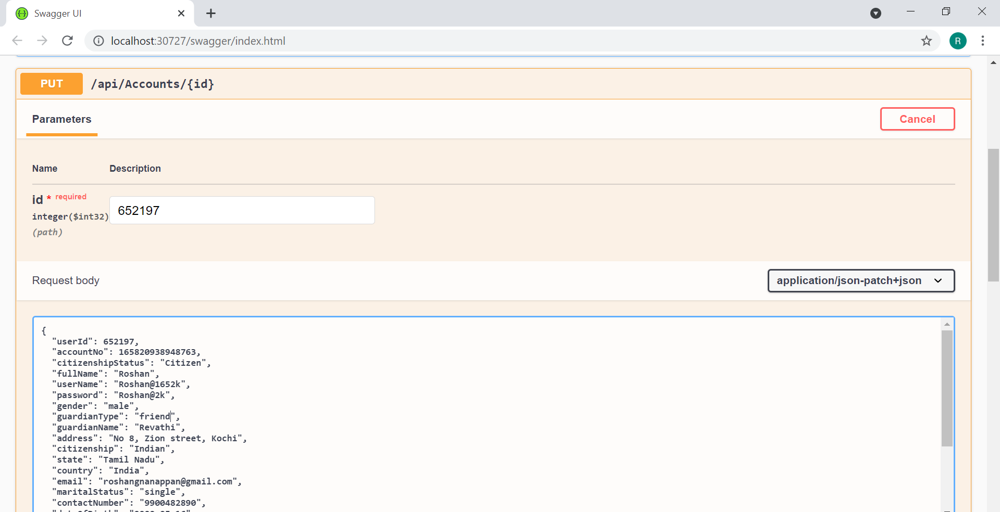 Swagger UI
localhost:30727/swagger/index.html
R
PUT /api/Accounts/{id}
Parameters
Cancel
Name Description
id * required
integer($int32)
(path)
652197
Request body
application/json-patch+json
{
"userId": 652197,
"accountNo": 165820938948763,
"citizenshipStatus": "Citizen",
"fullName": "Roshan",
"userName": "Roshan@1652k",
"password": "Roshan@2k",
"gender": "male",
"guardianType": "friend",
"guardianName": "Revathi",
"address": "No 8, Zion street, Kochi",
"citizenship": "Indian",
"state": "Tamil Nadu",
"country": "India",
"email": "roshangnanappan@gmail.com",
"maritalStatus": "single",
"contactNumber": "9900482890",